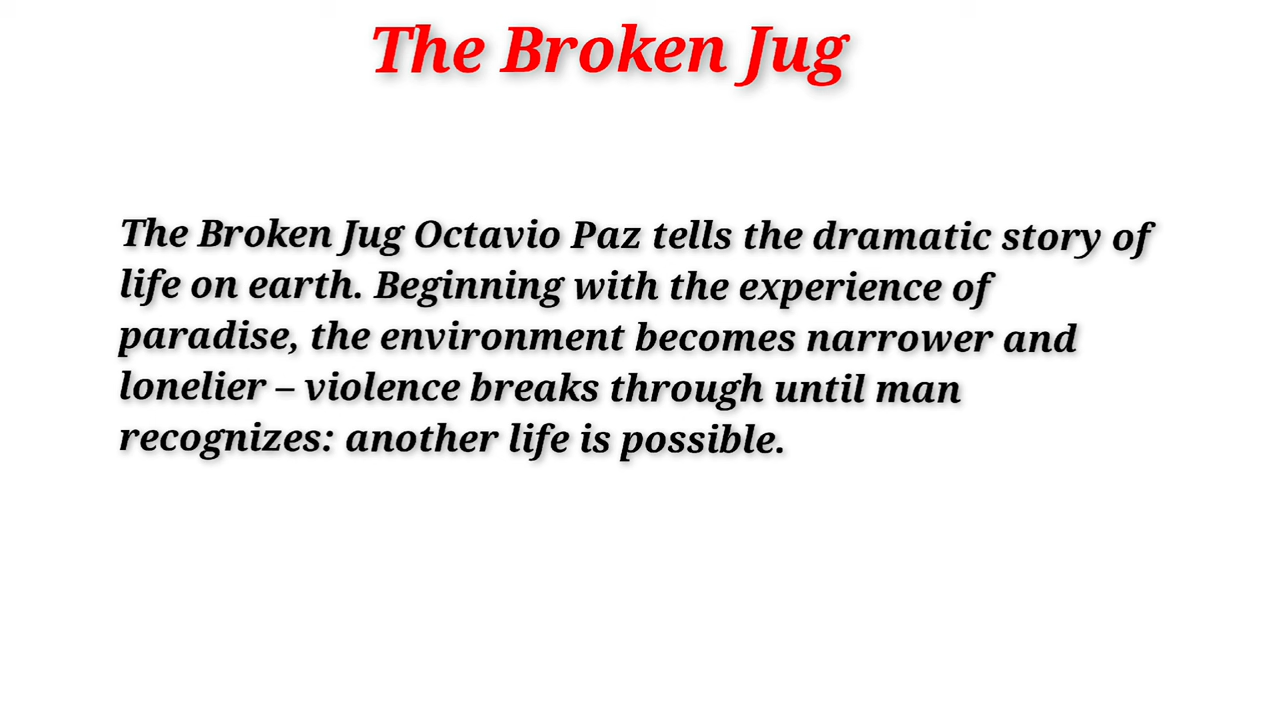 The Broken Jug
The Broken Jug Octavio Paz tells the dramatic story of
life on earth. Beginning with the experience of
paradise, the environment becomes narrower and
lonelier – violence breaks through until man
recognizes: another life is possible.